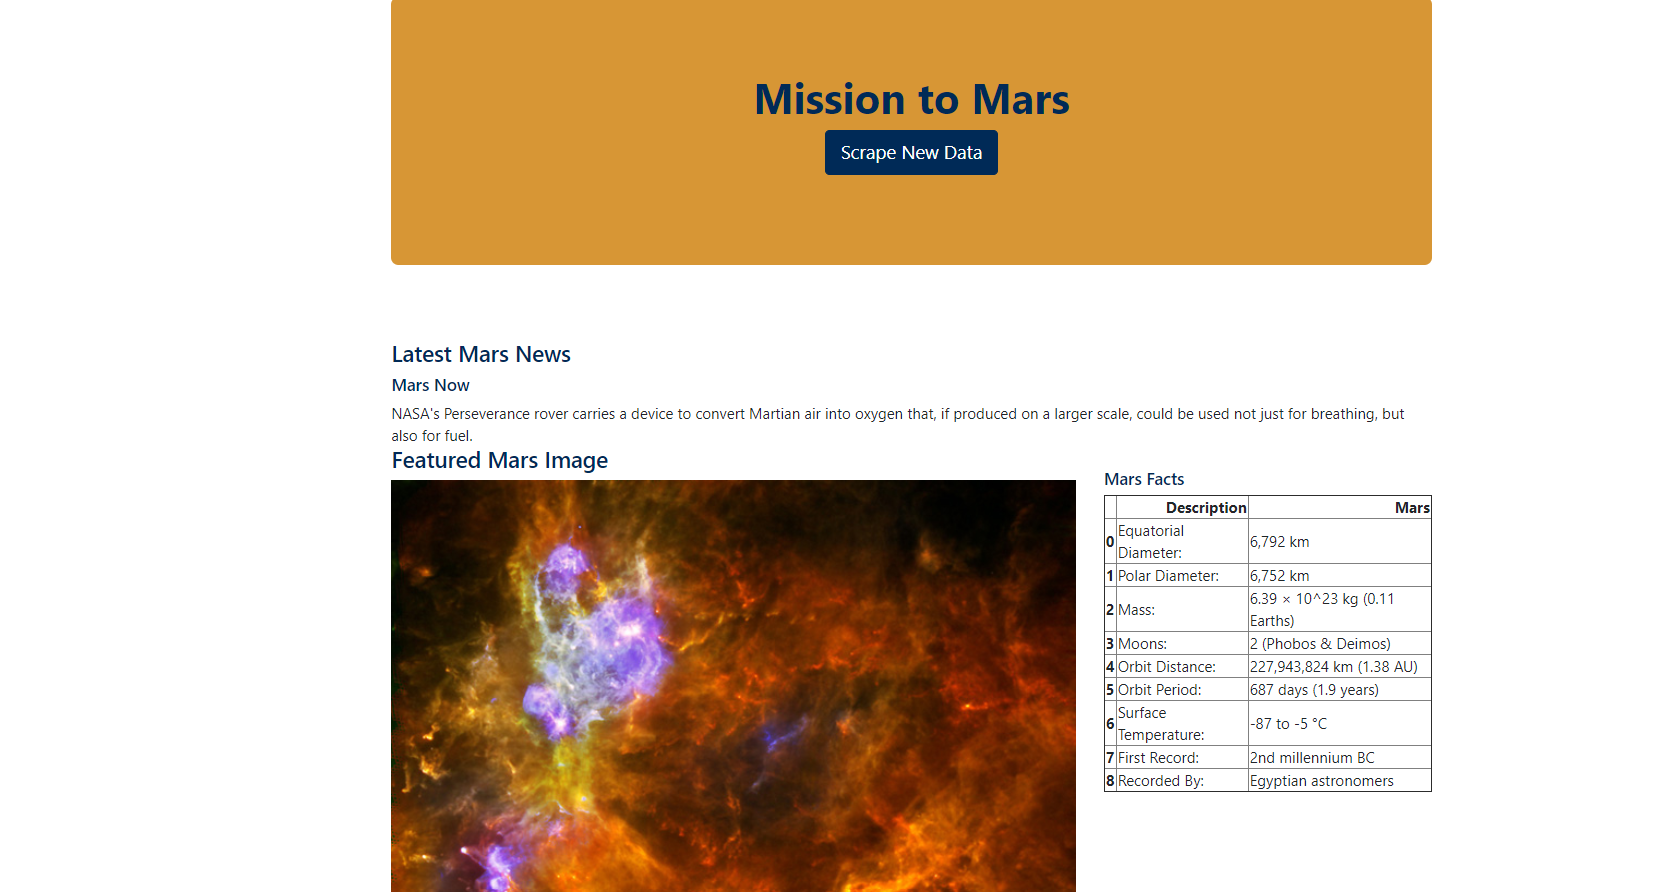 Mission to Mars
Scrape New Data
Latest Mars News
Mars Now
NASA's Perseverance rover carries a device to convert Martian air into oxygen that, if produced on a larger scale, could be used not just for breathing, but
also for fuel.
Featured Mars Image
Mars Facts
Description Mars
0 Equatorial Diameter: 6,792 km
1 Polar Diameter: 6,752 km
2 Mass: 6.39 × 10^23 kg (0.11 Earths)
3 Moons: 2 (Phobos & Deimos)
4 Orbit Distance: 227,943,824 km (1.38 AU)
5 Orbit Period: 687 days (1.9 years)
6 Surface Temperature: -87 to -5 °C
7 First Record: 2nd millennium BC
8 Recorded By: Egyptian astronomers